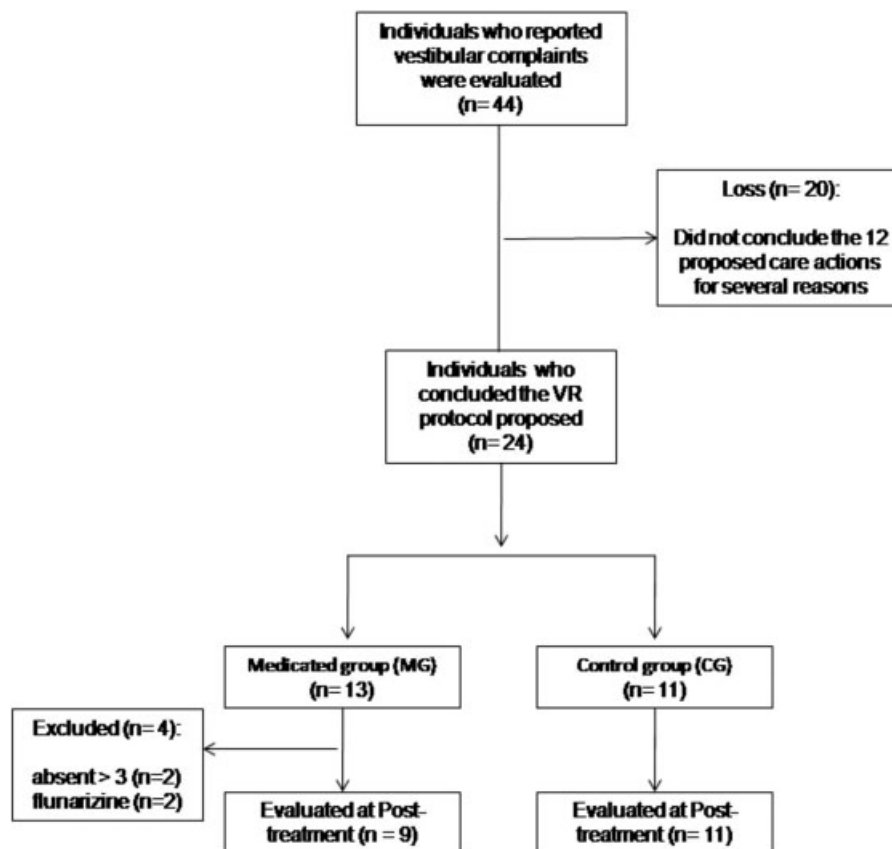 Individuals who reported
vestibular complaints
were evaluated
(n= 44)
Loss (n= 20):
Did not conclude the 12
proposed care actions
for several reasons
Individuals who
concluded the VR
protocol proposed
(n= 24)
Medicated group (MG)
(n= 13)
Control group (CG)
(n= 11)
Excluded (n= 4):
absent > 3 (n=2)
flunarizine (n=2)
Evaluated at Post-
treatment (n = 9)
Evaluated at Post-
treatment (n= 11)